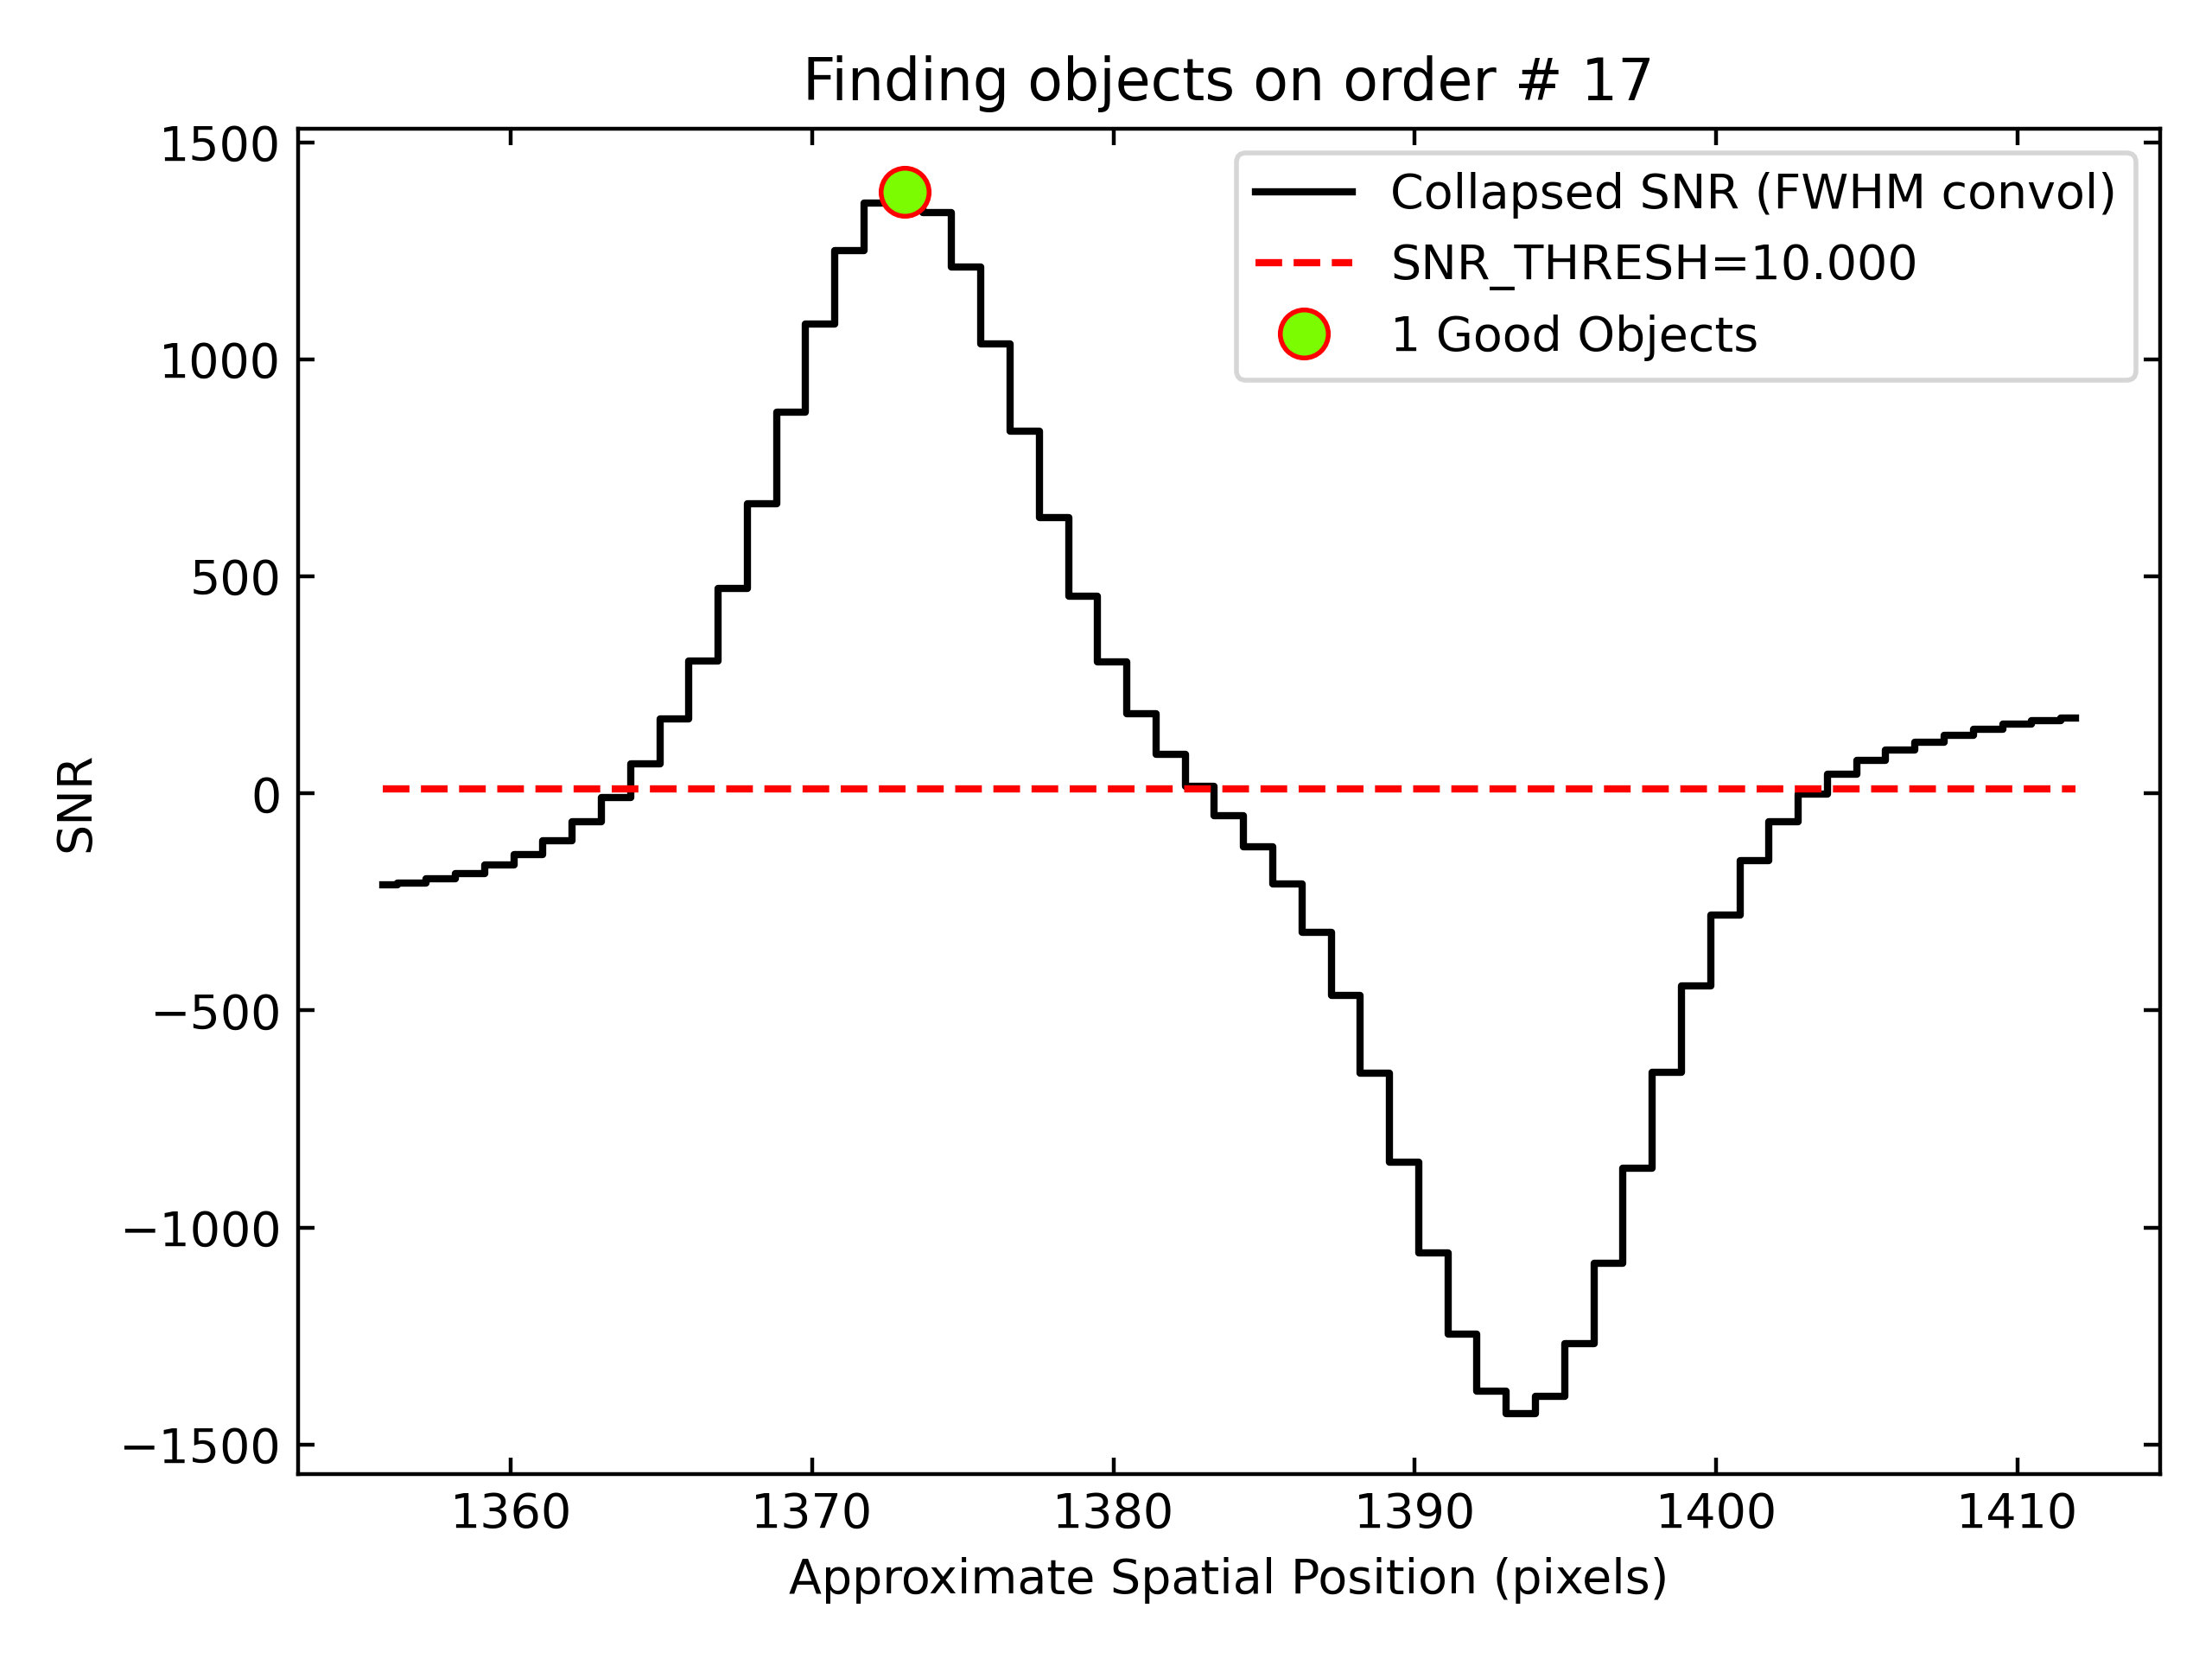 Finding objects on order # 17
Collapsed SNR (FWHM convol)
SNR_THRESH=10.000
1 Good Objects
SNR
1500
1000
500
0
−500
−1000
−1500
1360 1370 1380 1390 1400 1410
Approximate Spatial Position (pixels)